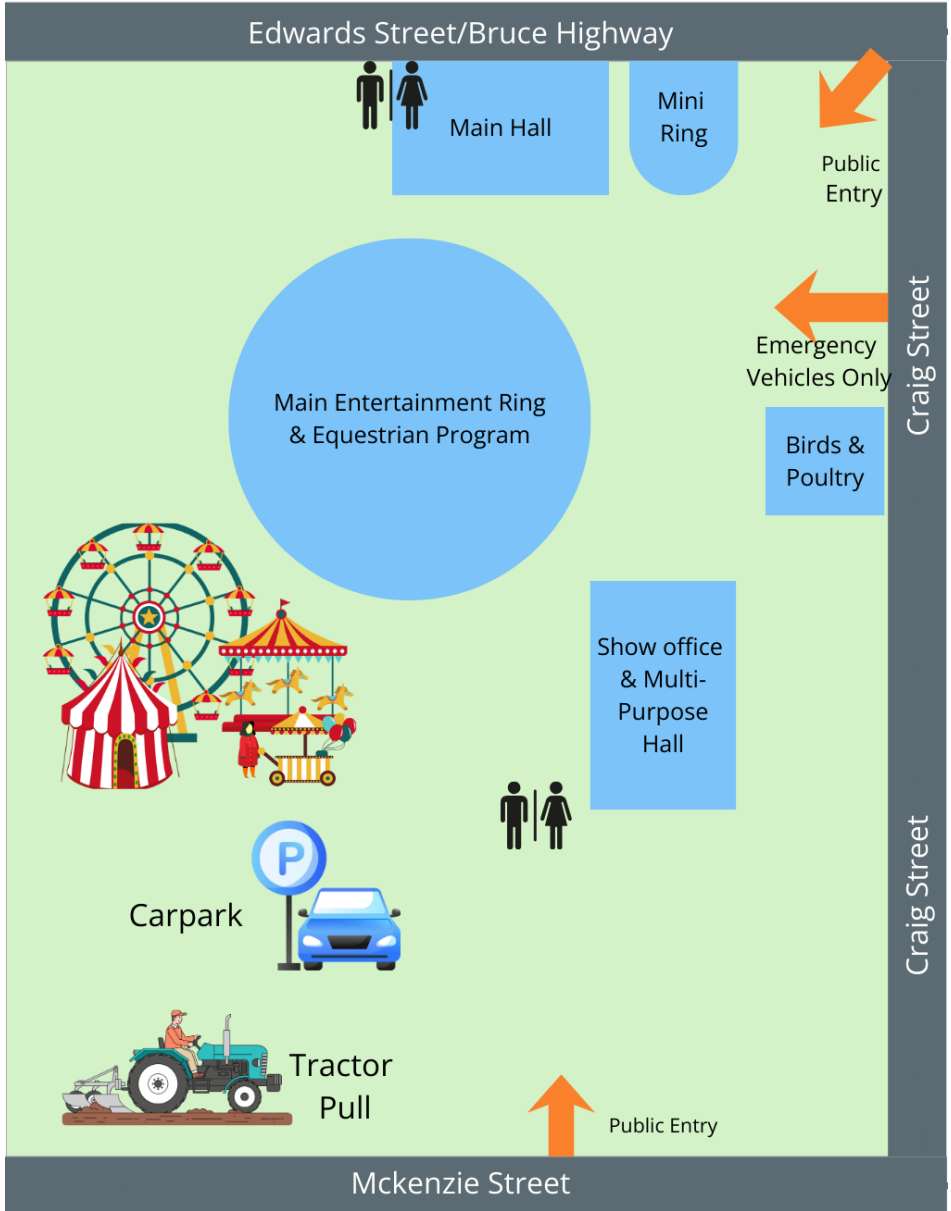 Edwards Street/Bruce Highway
Main Hall
Mini
Ring
Public
Entry
Craig Street
Emergency
Vehicles Only
Main Entertainment Ring
& Equestrian Program
Birds &
Poultry
Show office
& Multi-
Purpose
Hall
P
Carpark
Craig Street
Tractor
Pull
Public Entry
Mckenzie Street